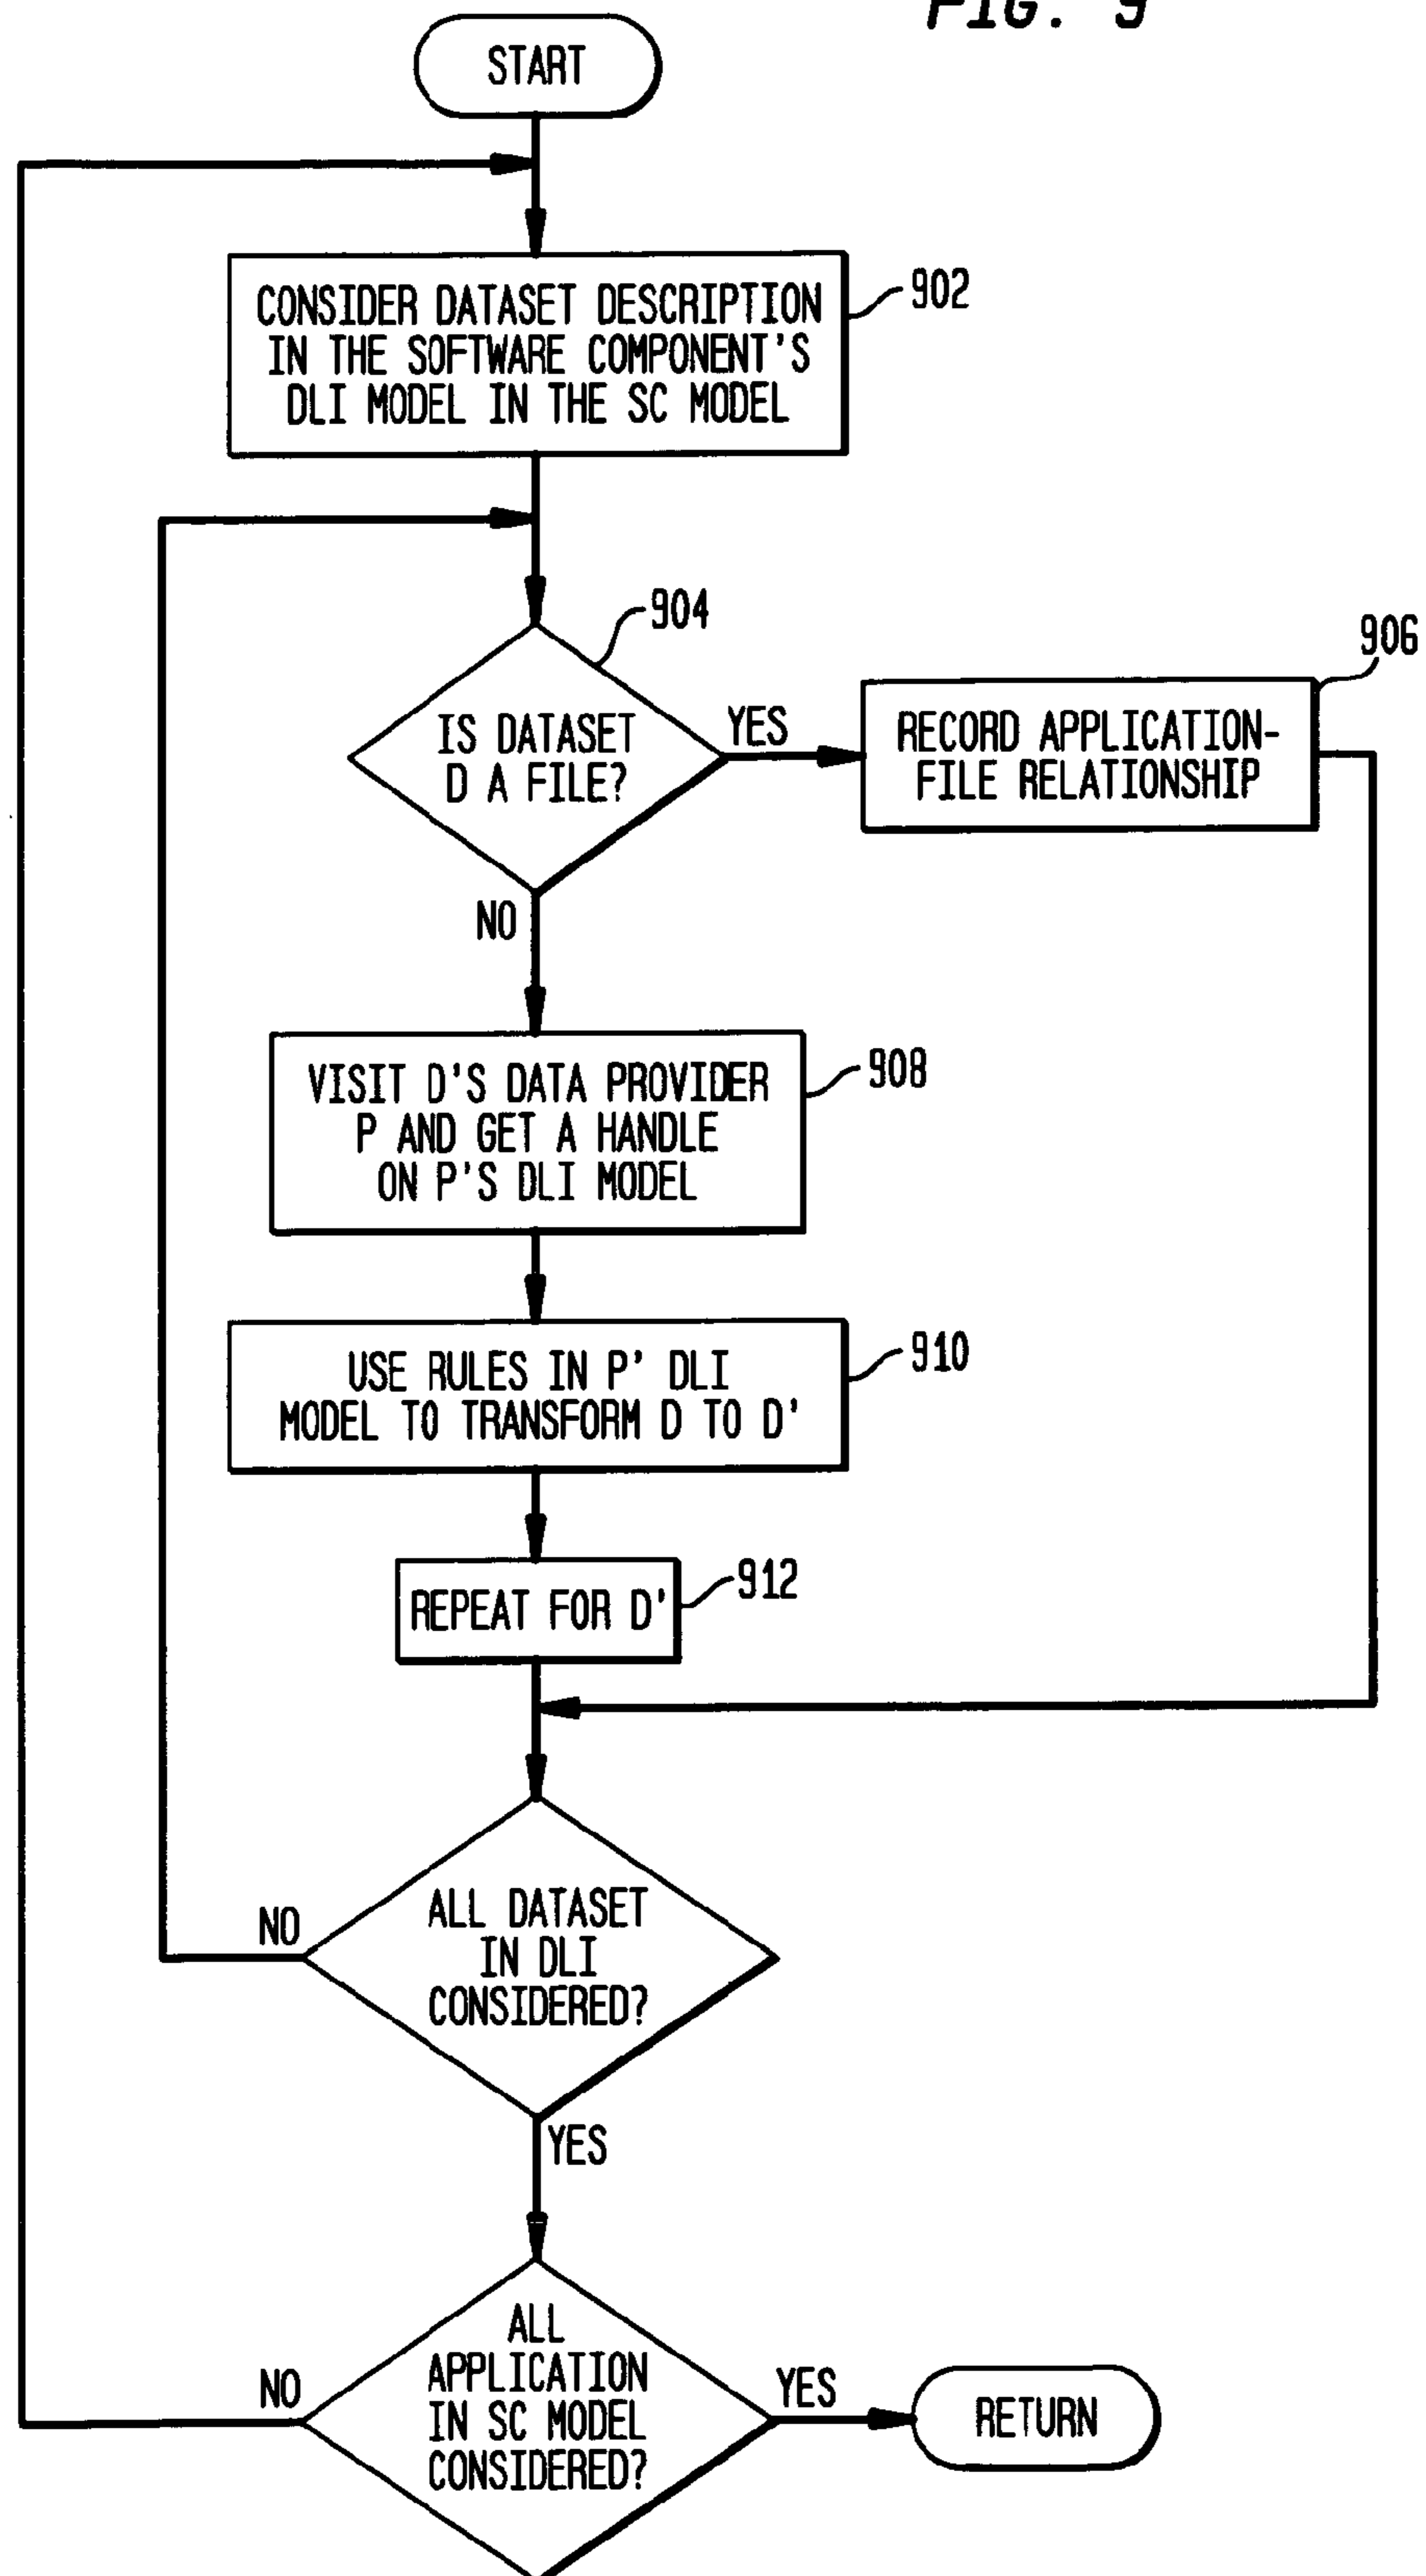 FIG. 9
START
CONSIDER DATASET DESCRIPTION
IN THE SOFTWARE COMPONENT'S
DLI MODEL IN THE SC MODEL
902
904
IS DATASET
D A FILE?
YES
906
RECORD APPLICATION-
FILE RELATIONSHIP
NO
VISIT D'S DATA PROVIDER
P AND GET A HANDLE
ON P'S DLI MODEL
908
USE RULES IN P' DLI
MODEL TO TRANSFORM D TO D'
910
REPEAT FOR D'
912
ALL DATASET
IN DLI
CONSIDERED?
NO
YES
ALL
APPLICATION
IN SC MODEL
CONSIDERED?
NO
YES
RETURN